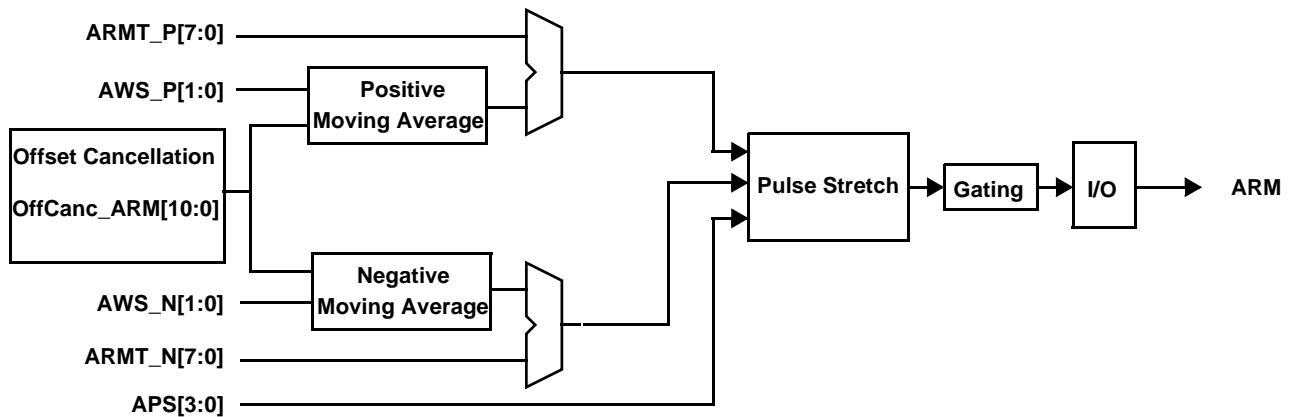 ARMT_P[7:0]
AWS_P[1:0]
Positive
Moving Average
Offset Cancellation
OffCanc_ARM[10:0]
Pulse Stretch
Gating
I/O
ARM
Negative
Moving Average
AWS_N[1:0]
ARMT_N[7:0]
APS[3:0]